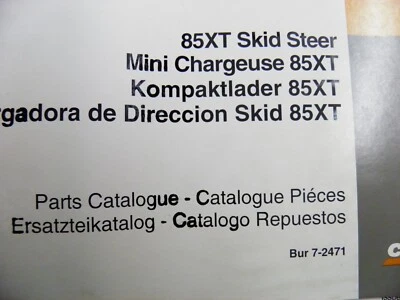 85XT Skid Steer
Mini Chargeuse 85XT
Kompaktlader 85XT
rgadora de Direccion Skid 85XT
Parts Catalogue - Catalogue Piéces
Ersatzteikatalog - Catalogo Repuestos
Bur 7-2471